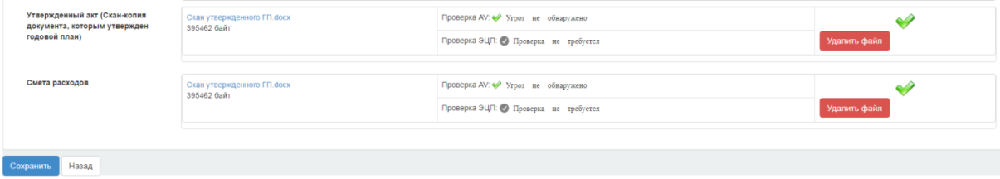 Утвержденный акт (Скан-копия
документа, которым утвержден
годовой план)
Скан утвержденного ГП.docx
395462 байт
Проверка AV: Угроз не обнаружено
Проверка ЭЦП: Проверка не требуется
Удалить файл
Смета расходов
Скан утвержденного ГП.docx
395462 байт
Проверка AV: Угроз не обнаружено
Проверка ЭЦП: Проверка не требуется
Удалить файл
Сохранить
Назад